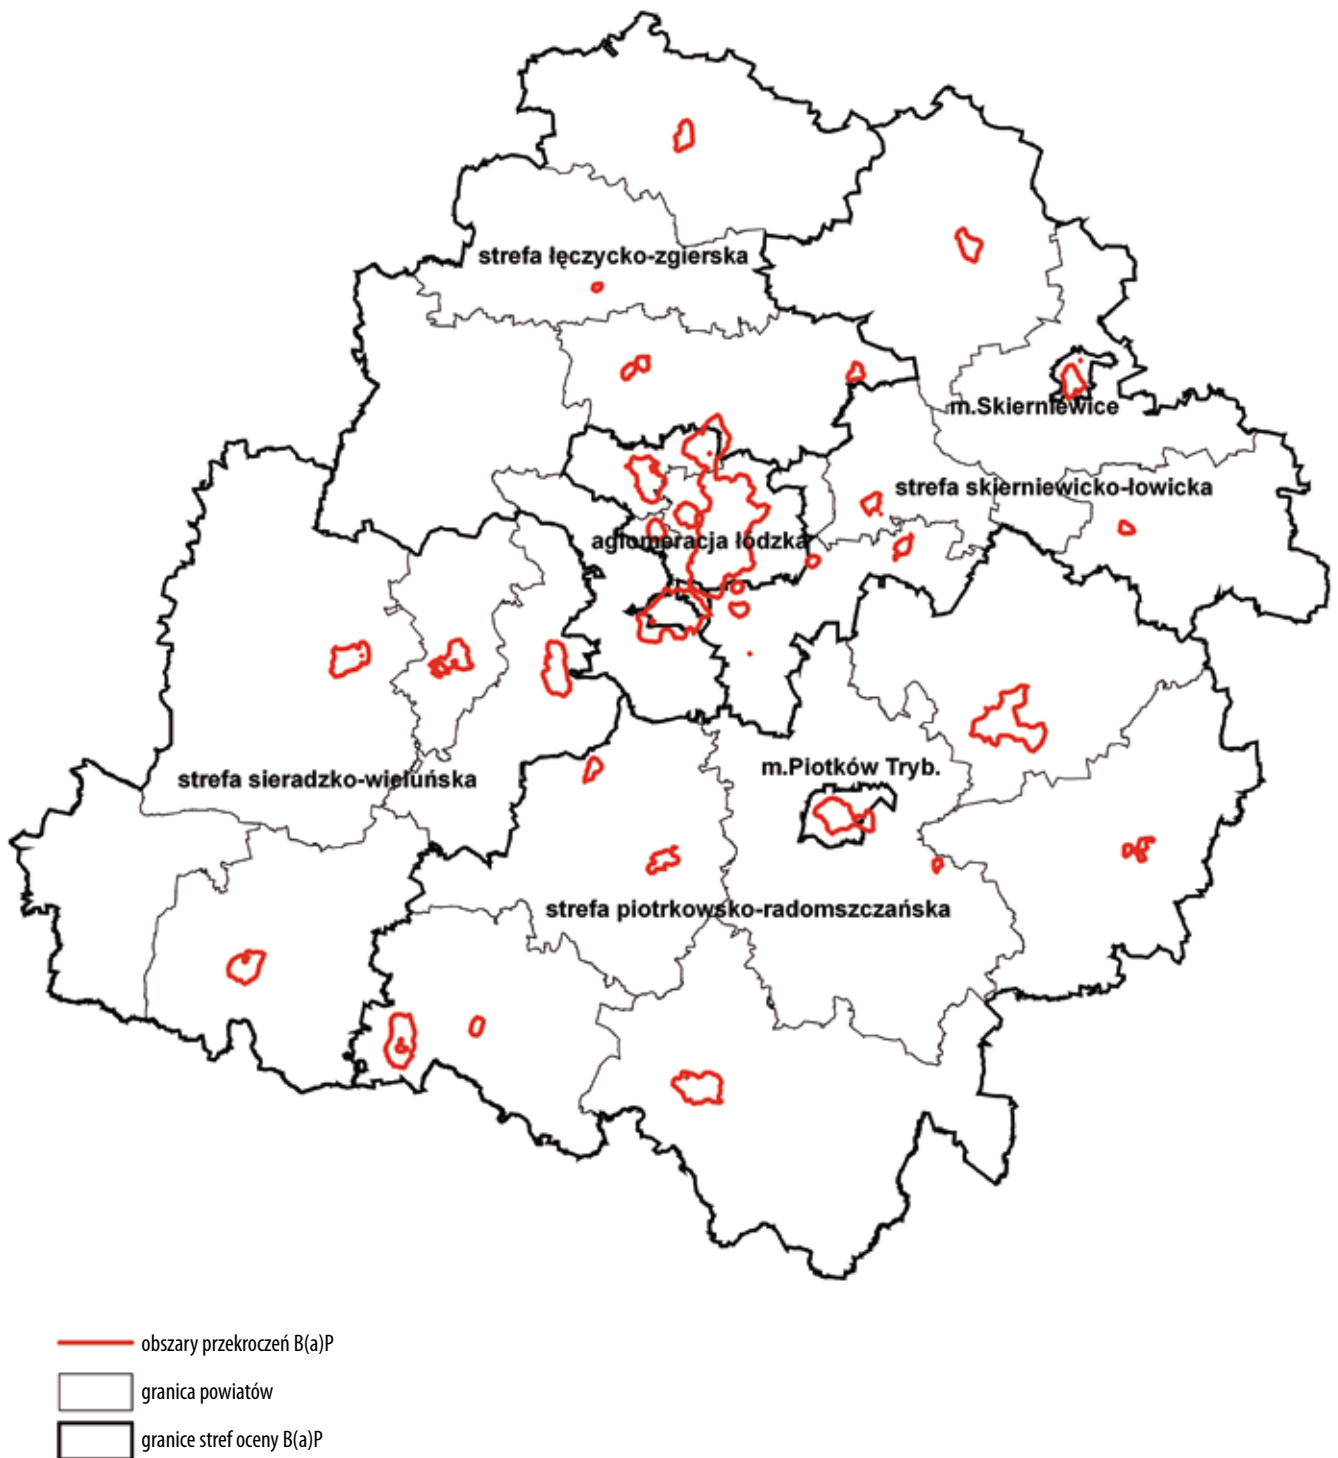 strefa łęczycko-zgierska
m.Skierniewice
strefa skierniewicko-łowicka
aglomeracja łódzka
m.Piotków Tryb.
strefa sieradzko-wieluńska
strefa piotrkowsko-radomszczańska
obszary przekroczeń B(a)P
granica powiatów
granice stref oceny B(a)P